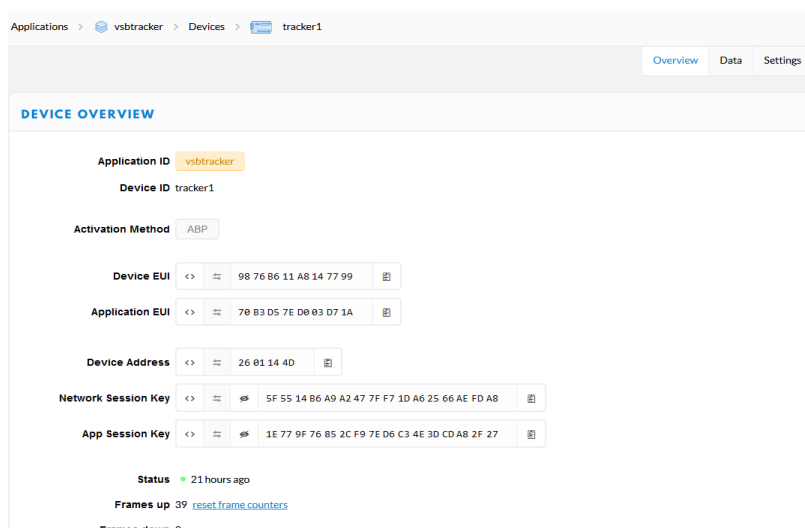 Applications > vsbtracker > Devices > tracker1
Overview Data Settings
DEVICE OVERVIEW
Application ID vsbtracker
Device ID tracker1
Activation Method ABP
Device EUI <> 98 76 B6 11 A8 14 77 99
Application EUI <> 70 B3 D5 7E D0 03 D7 1A
Device Address <> 26 01 14 4D
Network Session Key <> 5F 55 14 B6 A9 A2 47 7F F7 1D A6 25 66 AE FD A8
App Session Key <> 1E 77 9F 76 85 2C F9 7E D6 C3 4E 3D CD A8 2F 27
Status 21 hours ago
Frames up 39 reset frame counters
Frames down 0